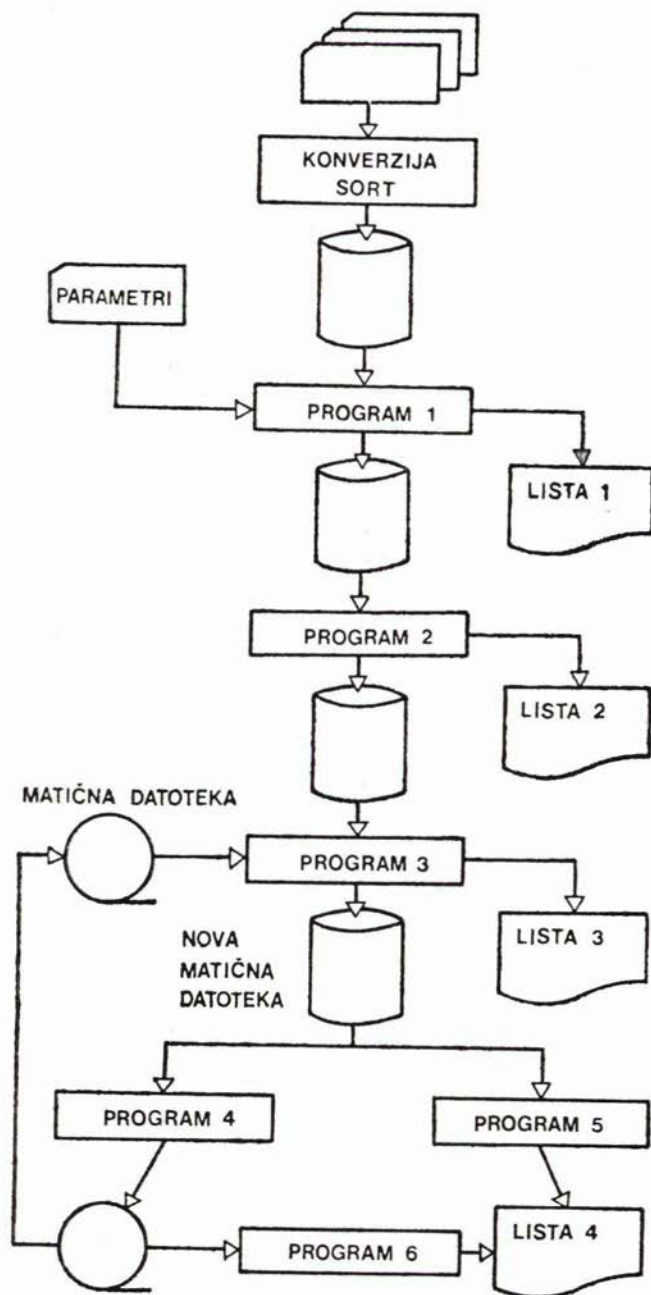 KONVERZIJA
SORT
PARAMETRI
PROGRAM 1
LISTA 1
PROGRAM 2
LISTA 2
MATIČNA DATOTEKA
PROGRAM 3
LISTA 3
NOVA
MATIČNA
DATOTEKA
PROGRAM 4
PROGRAM 5
PROGRAM 6
LISTA 4